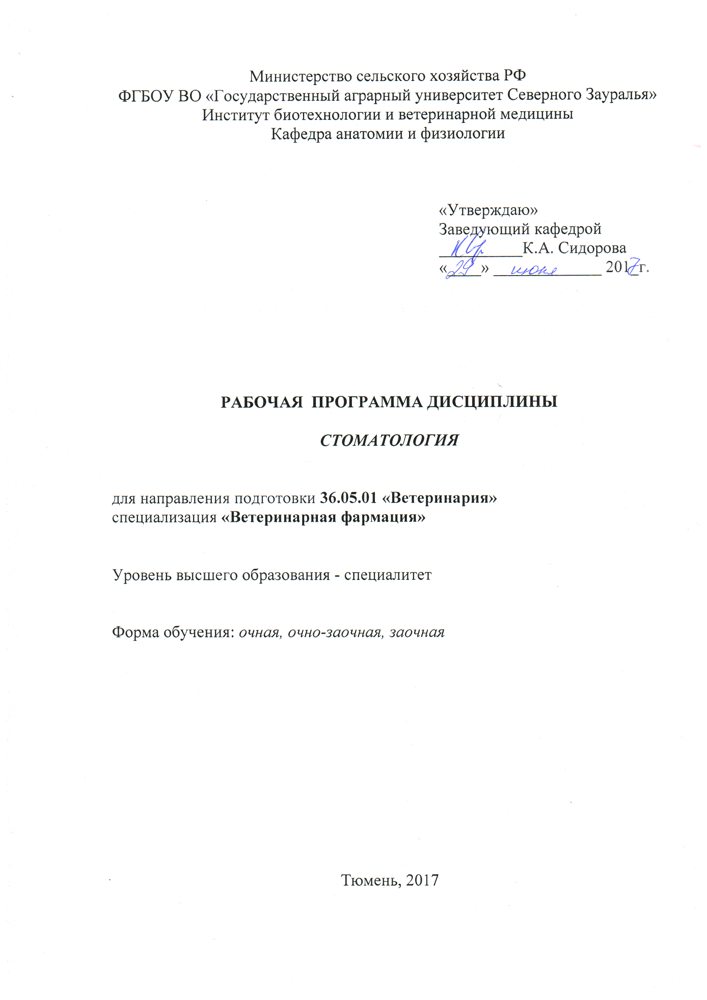 Министерство сельского хозяйства РФ
ФГБОУ ВО «Государственный аграрный университет Северного Зауралья»
Институт биотехнологии и ветеринарной медицины
Кафедра анатомии и физиологии
«Утверждаю»
Заведующий кафедрой
К.А. Сидорова
«29» июня 2017 г.
РАБОЧАЯ ПРОГРАММА ДИСЦИПЛИНЫ
СТОМАТОЛОГИЯ
для направления подготовки 36.05.01 «Ветеринария»
специализация «Ветеринарная фармация»
Уровень высшего образования - специалитет
Форма обучения: очная, очно-заочная, заочная
Тюмень, 2017